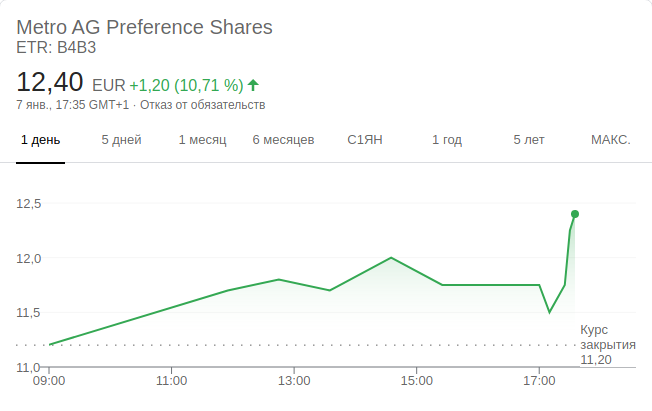 Metro AG Preference Shares
ETR: B4B3
12,40 EUR +1,20 (10,71 %)
7 янв., 17:35 GMT+1 · Отказ от обязательств
1 день 5 дней 1 месяц 6 месяцев С1ЯН 1 год 5 лет МАКС.
12,5
12,0
11,5
Курс
закрытия
11,20
11,0
09:00 11:00 13:00 15:00 17:00